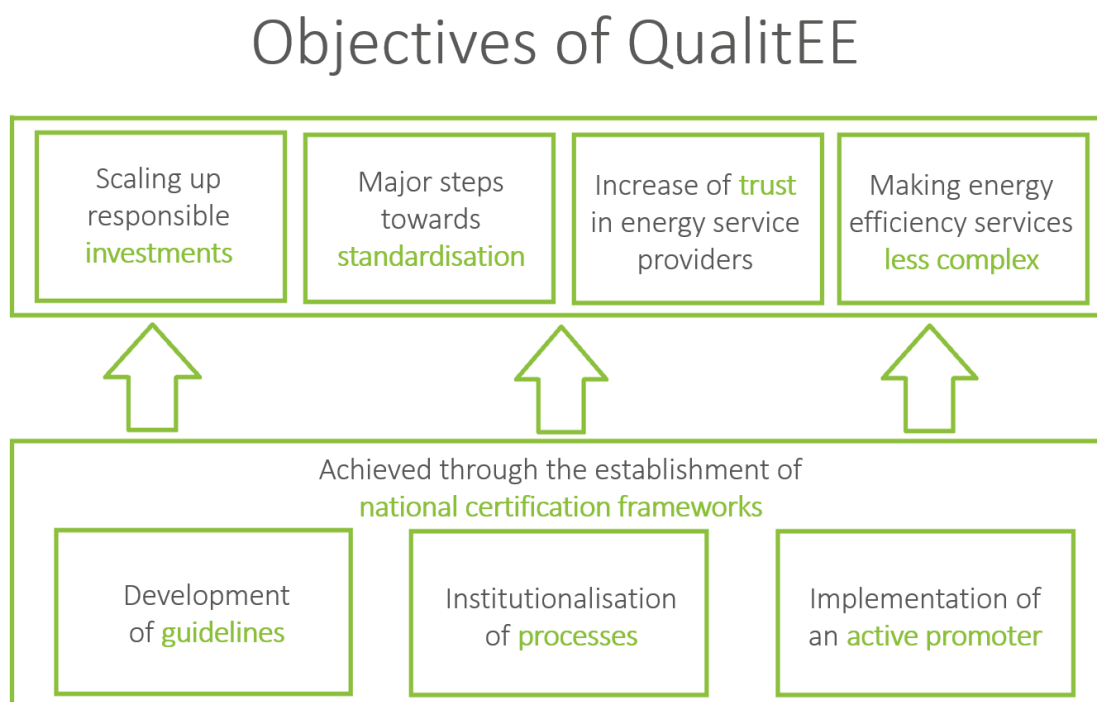 Objectives of QualitEE
Scaling up
responsible
investments
Major steps
towards
standardisation
Increase of trust
in energy service
providers
Making energy
efficiency services
less complex
Achieved through the establishment of
national certification frameworks
Development
of guidelines
Institutionalisation
of processes
Implementation of
an active promoter